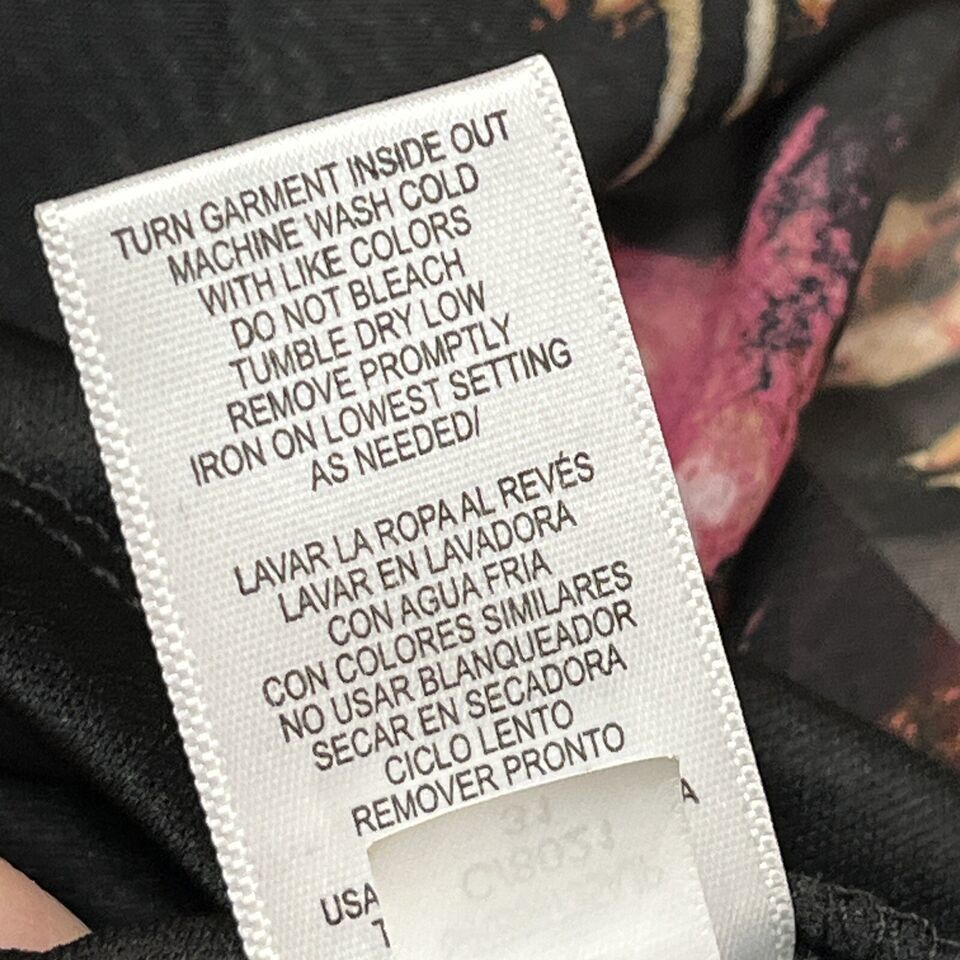 TURN GARMENT INSIDE OUT
MACHINE WASH COLD
WITH LIKE COLORS
DO NOT BLEACH
TUMBLE DRY LOW
REMOVE PROMPTLY
IRON ON LOWEST SETTING
AS NEEDED/
LAVAR LA ROPA AL REVÉS
LAVAR EN LAVADORA
CON AGUA FRIA
CON COLORES SIMILARES
NO USAR BLANQUEADOR
SECAR EN SECADORA
CICLO LENTO
REMOVER PRONTO
A
USA
T